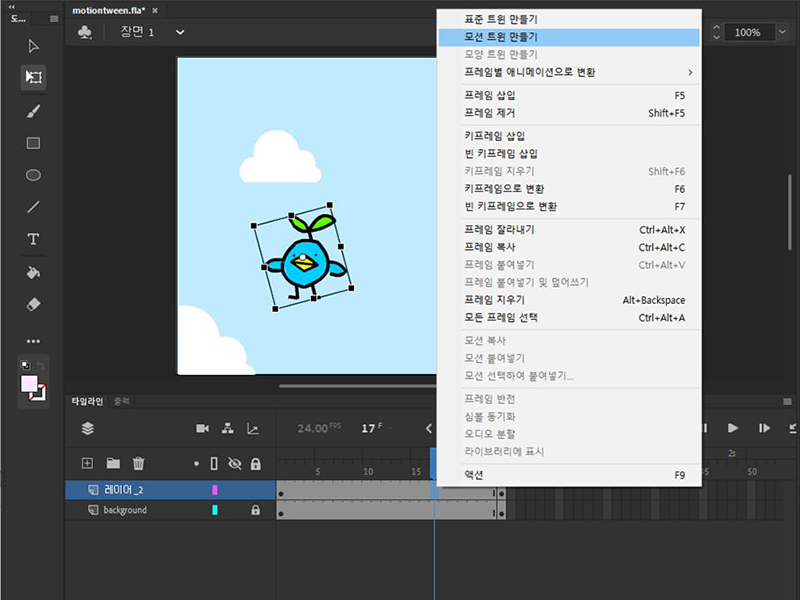 도...
motiontween.fla*
장면 1
100%
표준 트윈 만들기
모션 트윈 만들기
모양 트윈 만들기
프레임별 애니메이션으로 변환
프레임 삽입 F5
프레임 제거 Shift+F5
키프레임 삽입
빈 키프레임 삽입
키프레임 지우기 Shift+F6
키프레임으로 변환 F6
빈 키프레임으로 변환 F7
프레임 잘라내기 Ctrl+Alt+X
프레임 복사 Ctrl+Alt+C
프레임 붙여넣기 Ctrl+Alt+V
프레임 붙여넣기 및 덮어쓰기
프레임 지우기 Alt+Backspace
모든 프레임 선택 Ctrl+Alt+A
모션 복사
모션 붙여넣기
모션 선택하여 붙여넣기...
프레임 반전
심볼 동기화
오디오 분할
라이브러리에 표시
액션 F9
타임라인 출력
24.00 FPS 17 F
2s
5 10 15 45 50
레이어_2
background